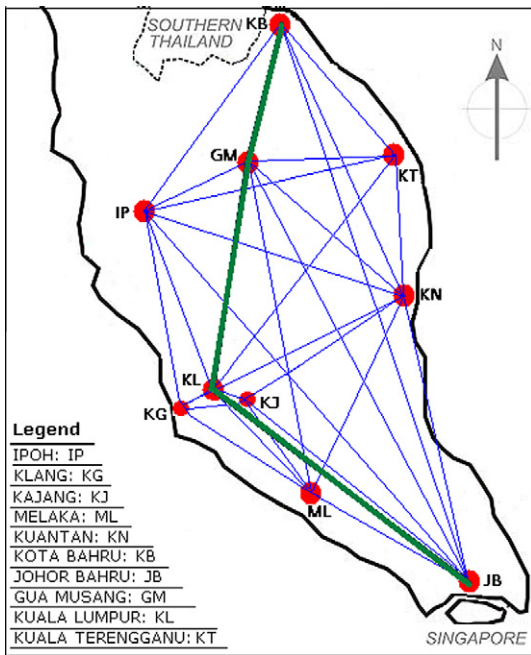 SOUTHERN
THAILAND
KB
N
GM
KT
IP
KN
KL
KJ
KG
Legend
IPOH: IP
KLANG: KG
KAJANG: KJ
MELAKA: ML
KUANTAN: KN
KOTA BAHRU: KB
JOHOR BAHRU: JB
GUA MUSANG: GM
KUALA LUMPUR: KL
KUALA TERENGGANU: KT
ML
JB
SINGAPORE